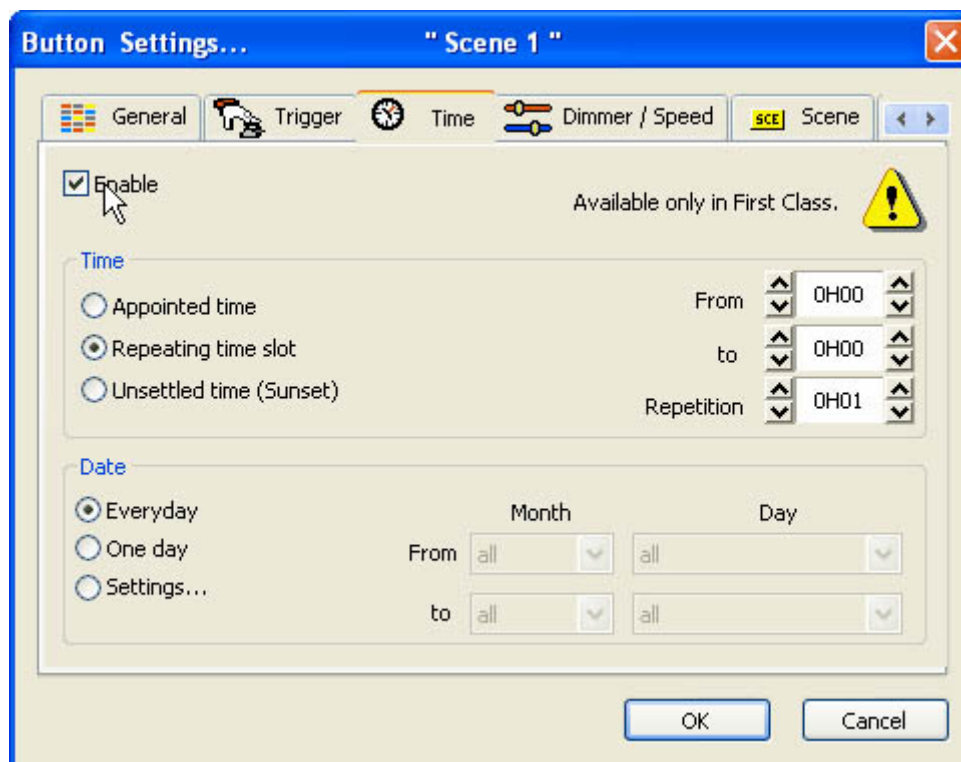 Button Settings... " Scene 1 "
General Trigger Time Dimmer / Speed SCE Scene
Enable
Available only in First Class.
Time
Appointed time
Repeating time slot
Unsettled time (Sunset)
From 0H00
to 0H00
Repetition 0H01
Date
Everyday
One day
Settings...
Month Day
From all all
to all all
OK Cancel